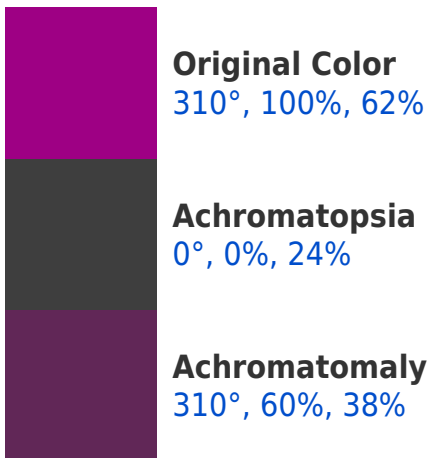 Original Color
310°, 100%, 62%
Achromatopsia
0°, 0%, 24%
Achromatomaly
310°, 60%, 38%